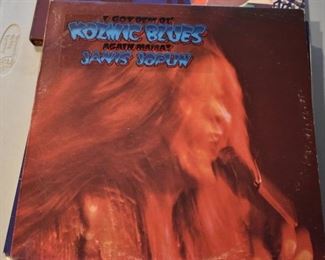 I GOT DEM OL'
KOZMIC BLUES
AGAIN MAMA!
JANIS JOPLIN